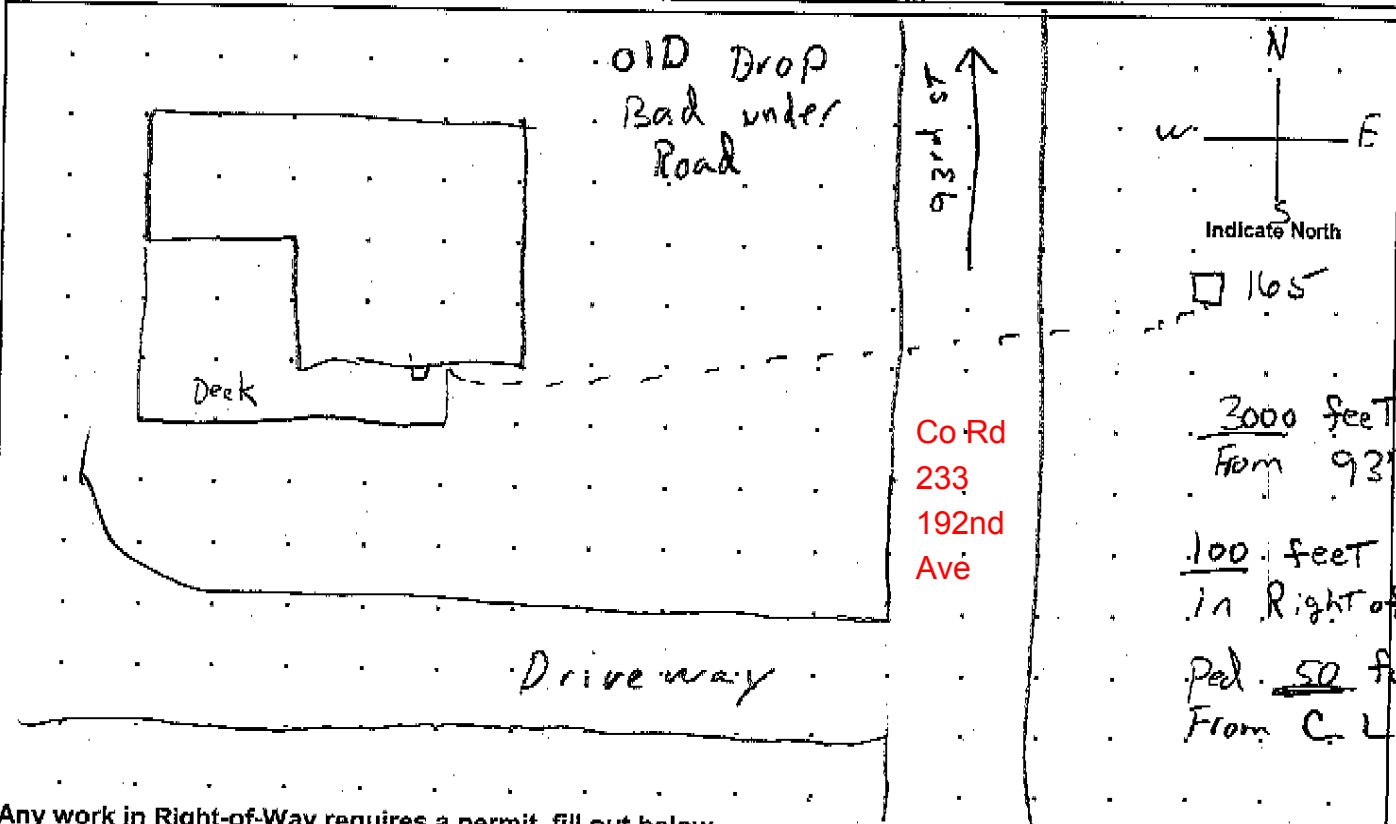 OlD Drop
Bad under
Road
93rd st
N
W
E
S
Indicate North
165
Deck
3000 feeT
From 93
Co Rd
233
192nd
Ave
100 feeT
in Right of
Ped. 50 f
From C L
Driveway
Any work in Right-of-Way requires a permit, fill out below